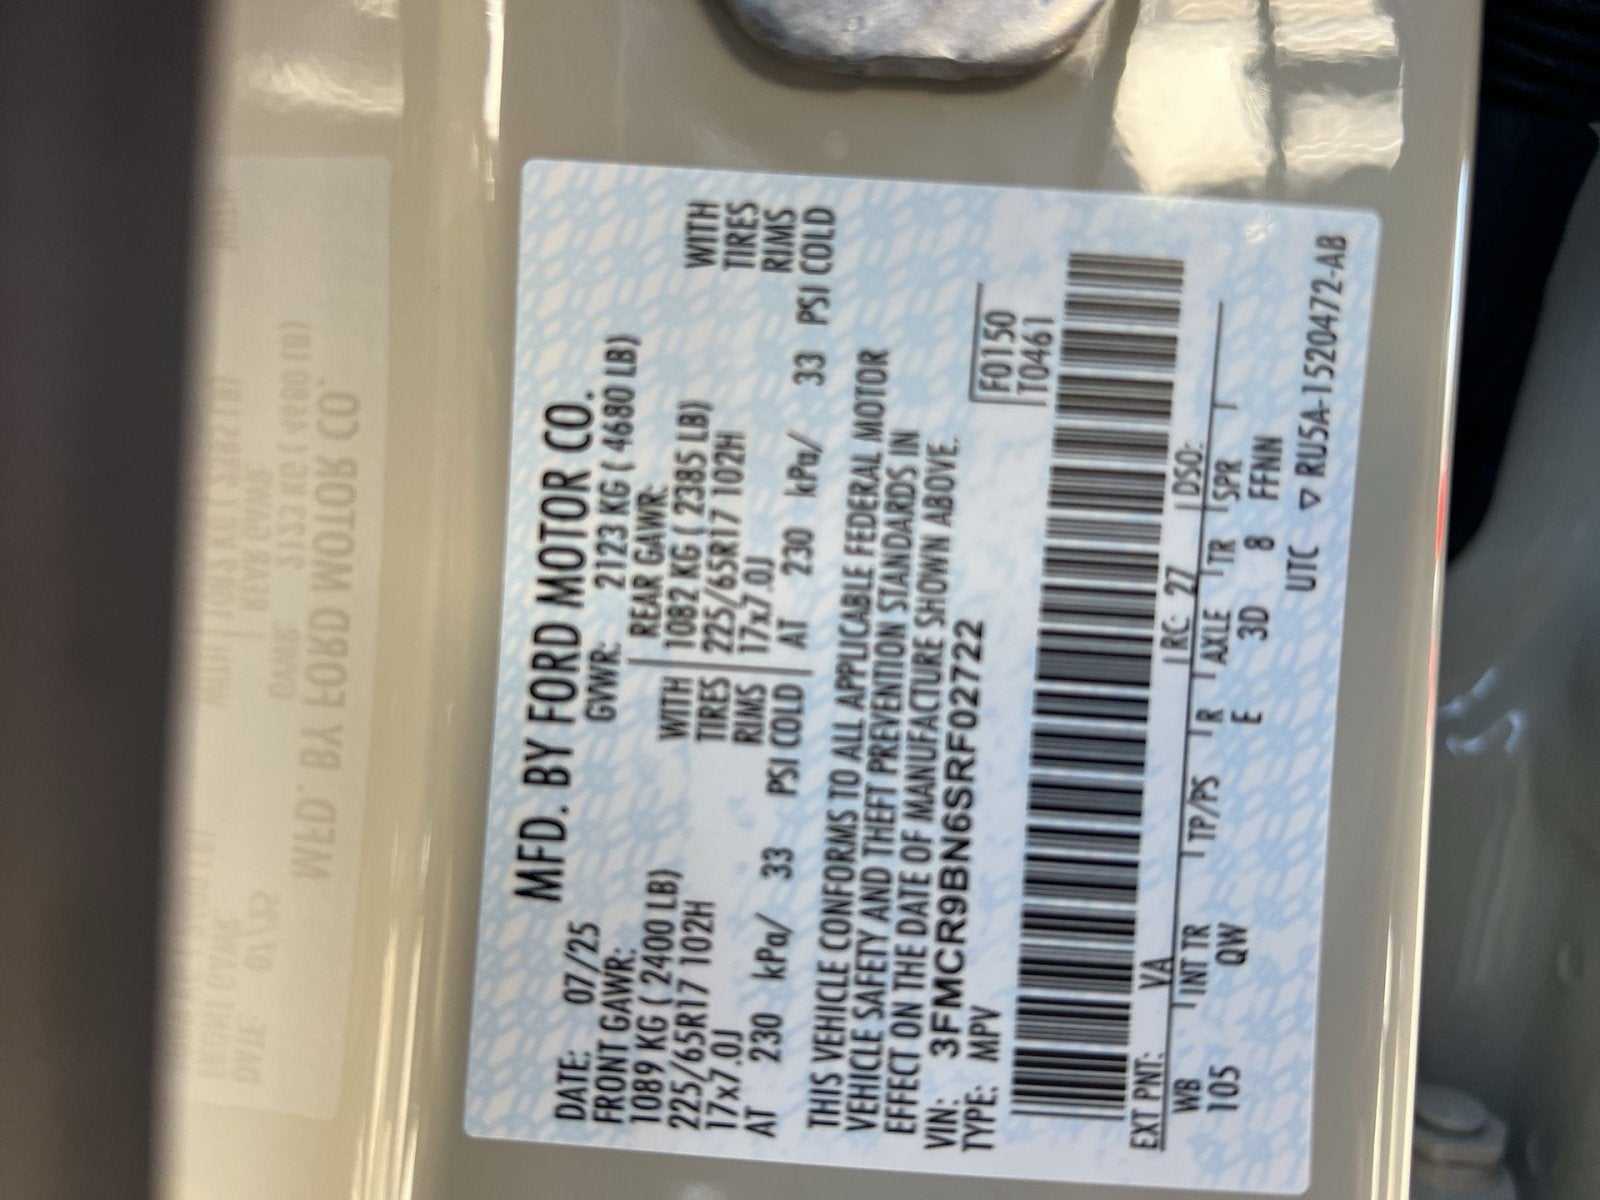 MFD. BY FORD MOTOR CO.
DATE: 07/25 GVWR: 2123 KG ( 4680 LB)
FRONT GAWR: REAR GAWR:
1089 KG ( 2400 LB) WITH 1082 KG ( 2385 LB) WITH
225/65R17 102H TIRES 225/65R17 102H TIRES
17x7.0J RIMS 17x7.0J RIMS
AT 230 kPa/ 33 PSI COLD AT 230 kPa/ 33 PSI COLD
THIS VEHICLE CONFORMS TO ALL APPLICABLE FEDERAL MOTOR
VEHICLE SAFETY AND THEFT PREVENTION STANDARDS IN
EFFECT ON THE DATE OF MANUFACTURE SHOWN ABOVE.
VIN: 3FMCR9BN6SRF02722 F0150
TYPE: MPV T0461
EXT PNT: YA RC: 27 DSO:
WB INT TR TP/PS R AXLE TR SPR
105 QW E 3D 8 FFNN
UTC ▽ RU5A-1520472-AB